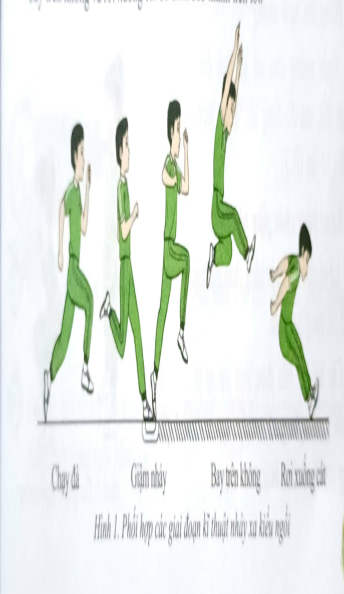 Chạy đà Giậm nhảy Bay trên không Rơi xuống cát
Hình 1. Phối hợp các giai đoạn kĩ thuật nhảy xa kiểu ngồi